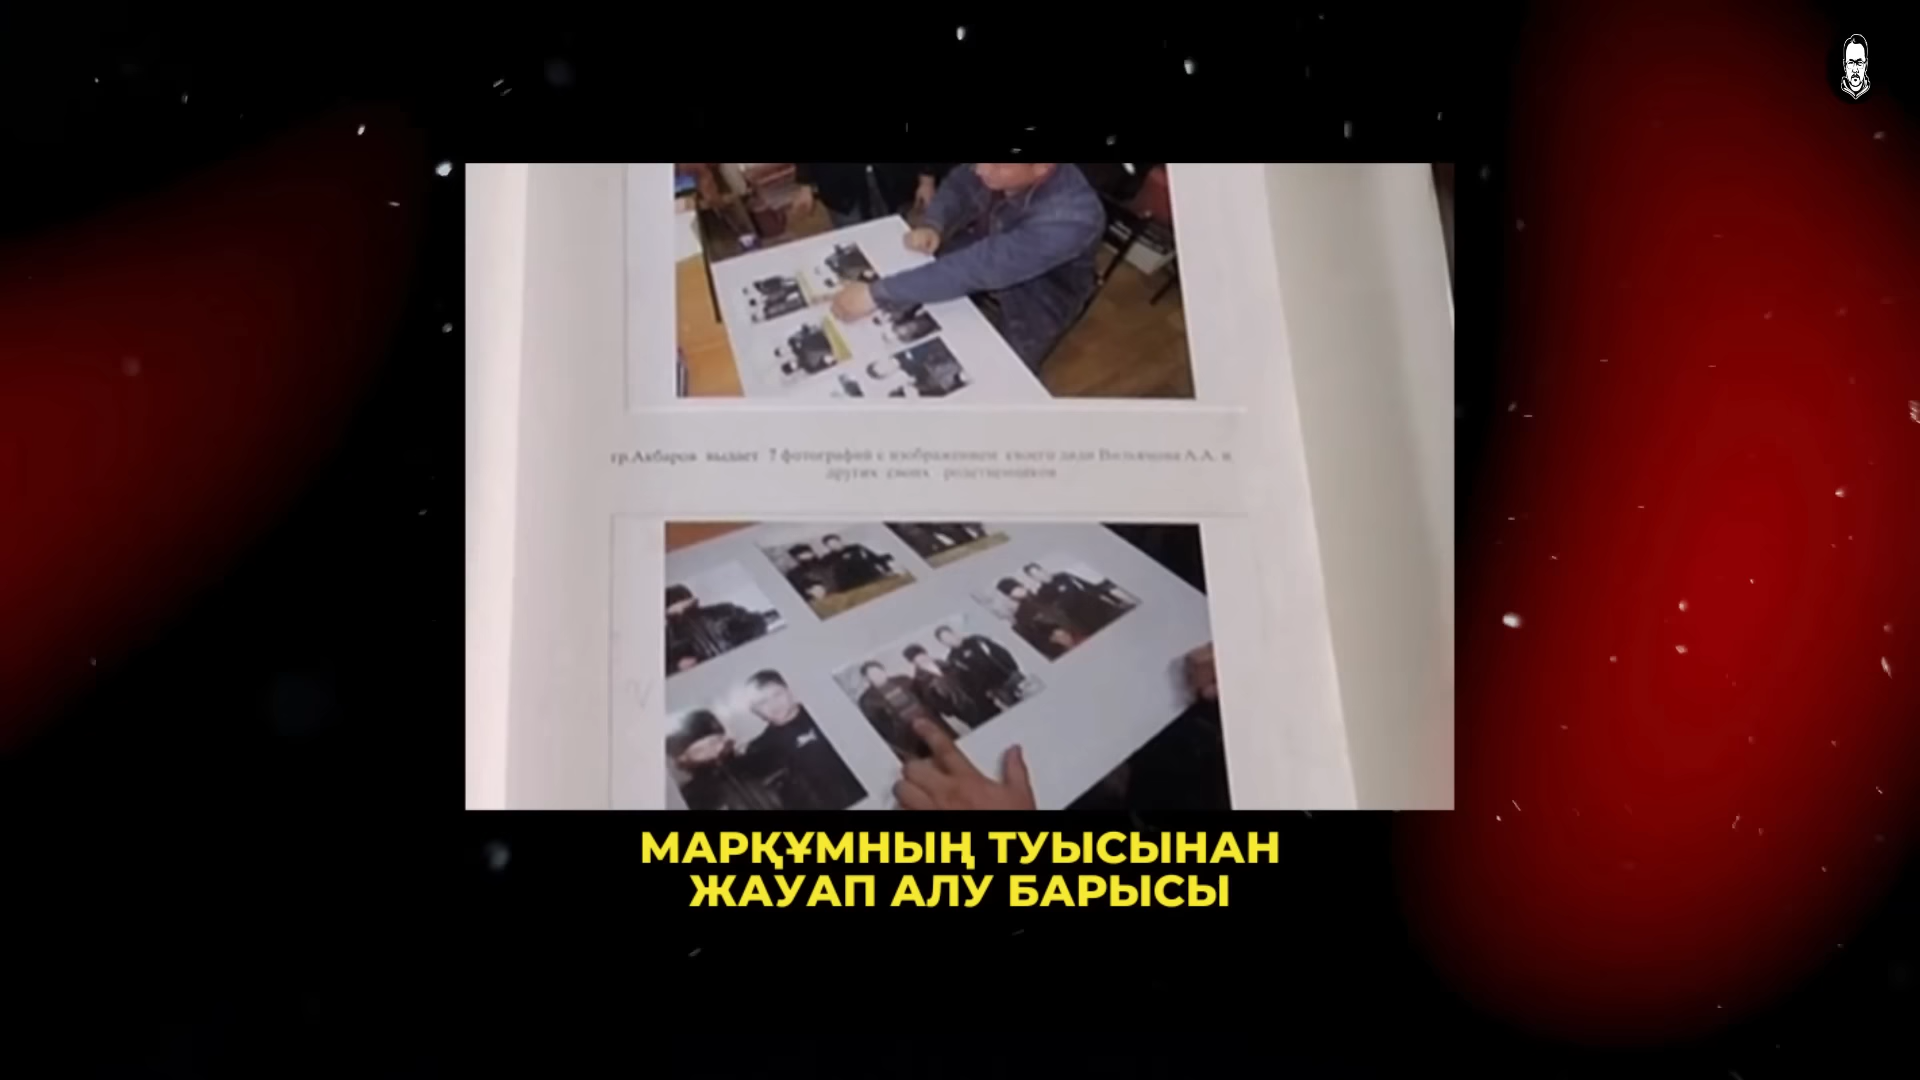 гр.Акбаров выдает 7 фотографий с изображением своего дяди А.А. и
других своих родственников
МАРҚҰМНЫҢ ТУЫСЫНАН
ЖАУАП АЛУ БАРЫСЫ